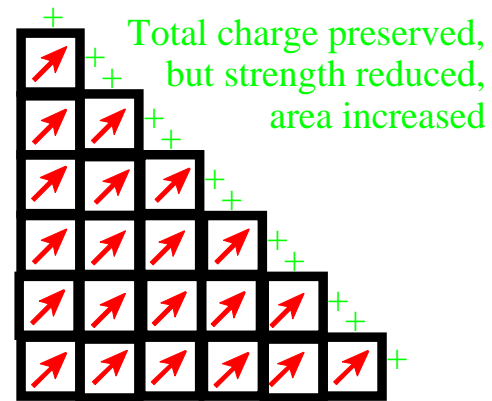 Total charge preserved,
but strength reduced,
area increased